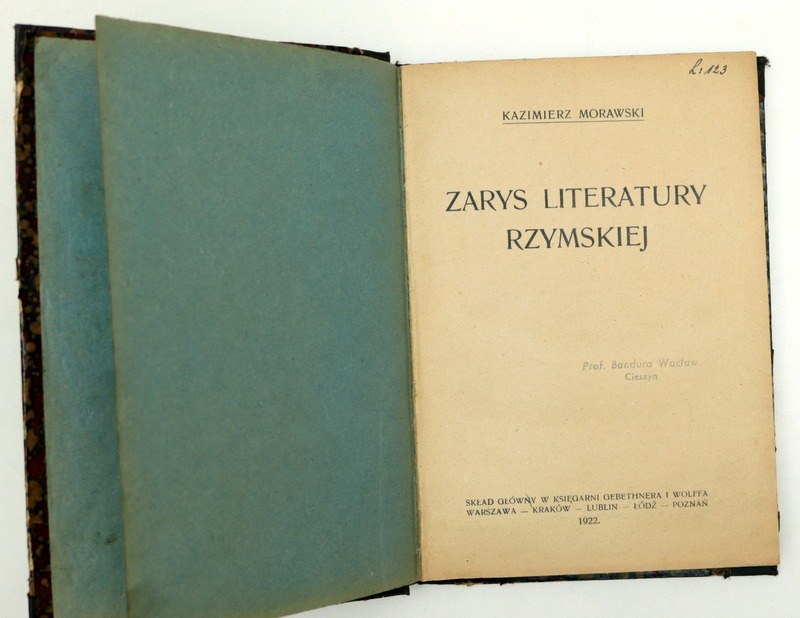 L: 123
KAZIMIERZ MORAWSKI
ZARYS LITERATURY
RZYMSKIEJ
Prof. Bandura Wacław
Cieszyn
SKŁAD GŁÓWNY W KSIĘGARNI GEBETHNERA I WOLFFA
WARSZAWA — KRAKÓW — LUBLIN — ŁÓDŹ — POZNAŃ
1922.